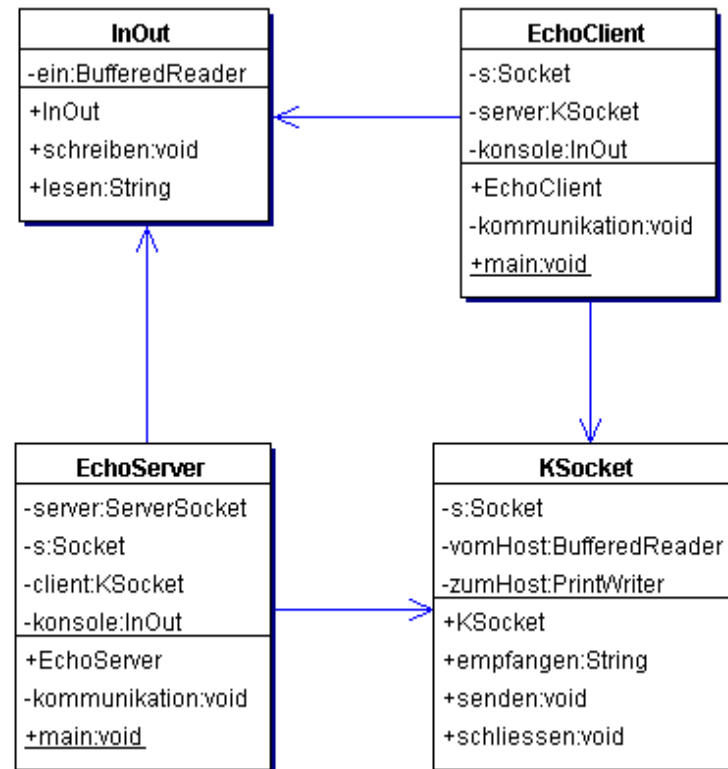 InOut
-ein:BufferedReader
+InOut
+schreiben:void
+lesen:String
EchoClient
-s:Socket
-server:KSocket
-konsole:InOut
+EchoClient
-kommunikation:void
+main:void
EchoServer
-server:ServerSocket
-s:Socket
-client:KSocket
-konsole:InOut
+EchoServer
-kommunikation:void
+main:void
KSocket
-s:Socket
-vomHost:BufferedReader
-zumHost:PrintWriter
+KSocket
+empfangen:String
+senden:void
+schliessen:void